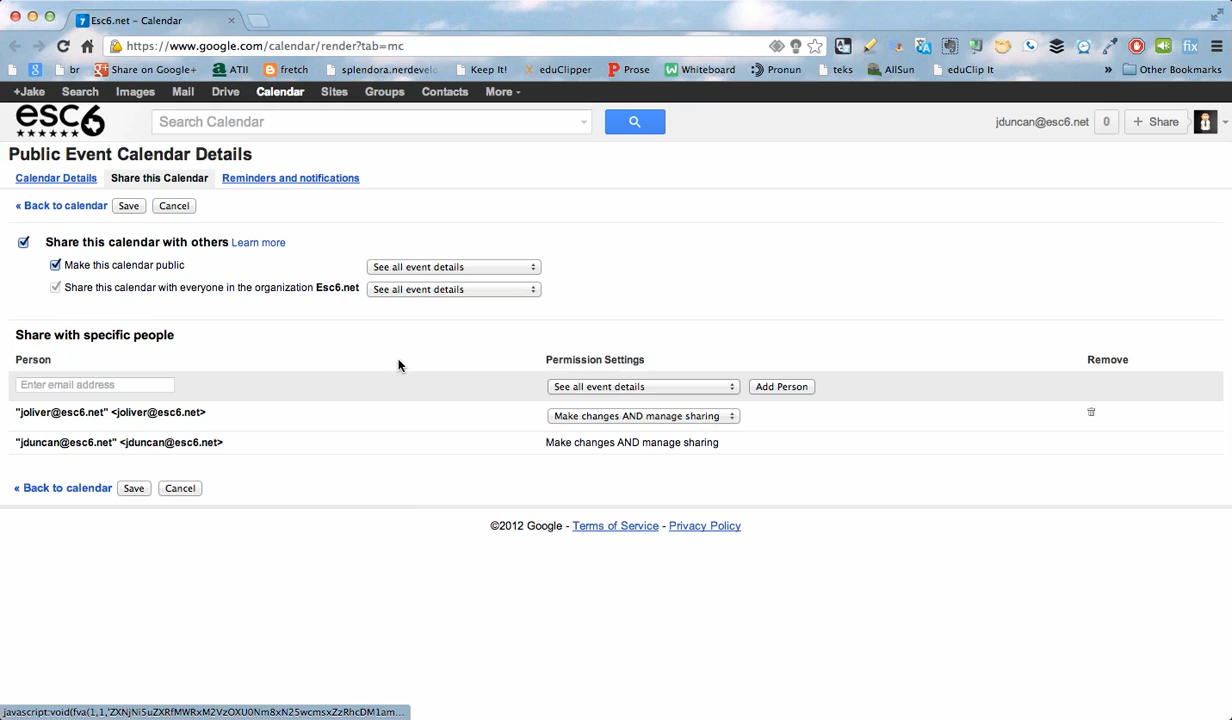 Esc6.net – Calendar
https://www.google.com/calendar/render?tab=mc
br Share on Google+ ATII fretch splendora.nerdevelo Keep It! eduClipper Prose Whiteboard Pronun teks AllSun eduClip It » Other Bookmarks
+Jake Search Images Mail Drive Calendar Sites Groups Contacts More
esc6 Search Calendar jduncan@esc6.net 0 + Share
Public Event Calendar Details
Calendar Details Share this Calendar Reminders and notifications
« Back to calendar Save Cancel
Share this calendar with others Learn more
Make this calendar public See all event details
Share this calendar with everyone in the organization Esc6.net See all event details
Share with specific people
Person Permission Settings Remove
Enter email address See all event details Add Person
"joliver@esc6.net" <joliver@esc6.net> Make changes AND manage sharing
"jduncan@esc6.net" <jduncan@esc6.net> Make changes AND manage sharing
« Back to calendar Save Cancel
©2012 Google - Terms of Service - Privacy Policy